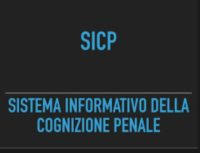 SICP
SISTEMA INFORMATIVO DELLA
COGNIZIONE PENALE